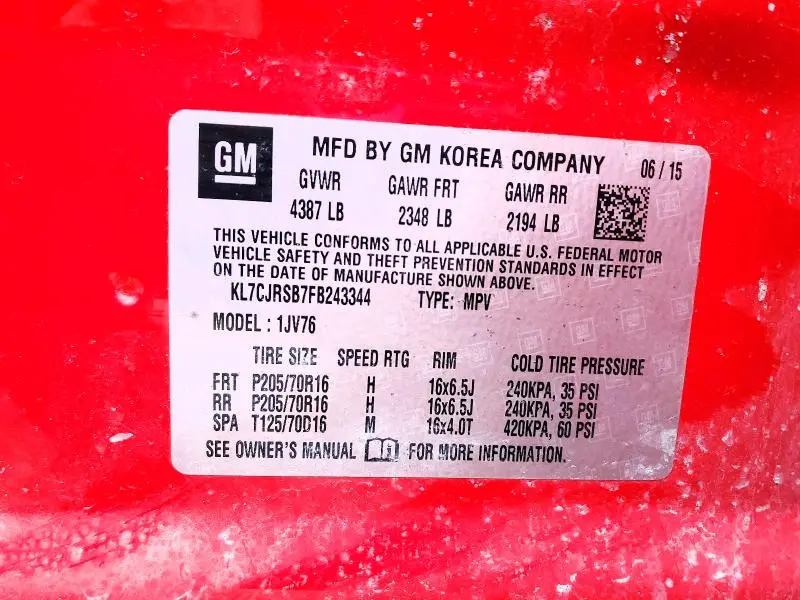 GM
MFD BY GM KOREA COMPANY 06 / 15
GVWR GAWR FRT GAWR RR
4387 LB 2348 LB 2194 LB
THIS VEHICLE CONFORMS TO ALL APPLICABLE U.S. FEDERAL MOTOR
VEHICLE SAFETY AND THEFT PREVENTION STANDARDS IN EFFECT
ON THE DATE OF MANUFACTURE SHOWN ABOVE.
KL7CJRSB7FB243344 TYPE: MPV
MODEL : 1JV76
TIRE SIZE SPEED RTG RIM COLD TIRE PRESSURE
FRT P205/70R16 H 16x6.5J 240KPA, 35 PSI
RR P205/70R16 H 16x6.5J 240KPA, 35 PSI
SPA T125/70D16 M 16x4.0T 420KPA, 60 PSI
SEE OWNER'S MANUAL FOR MORE INFORMATION.